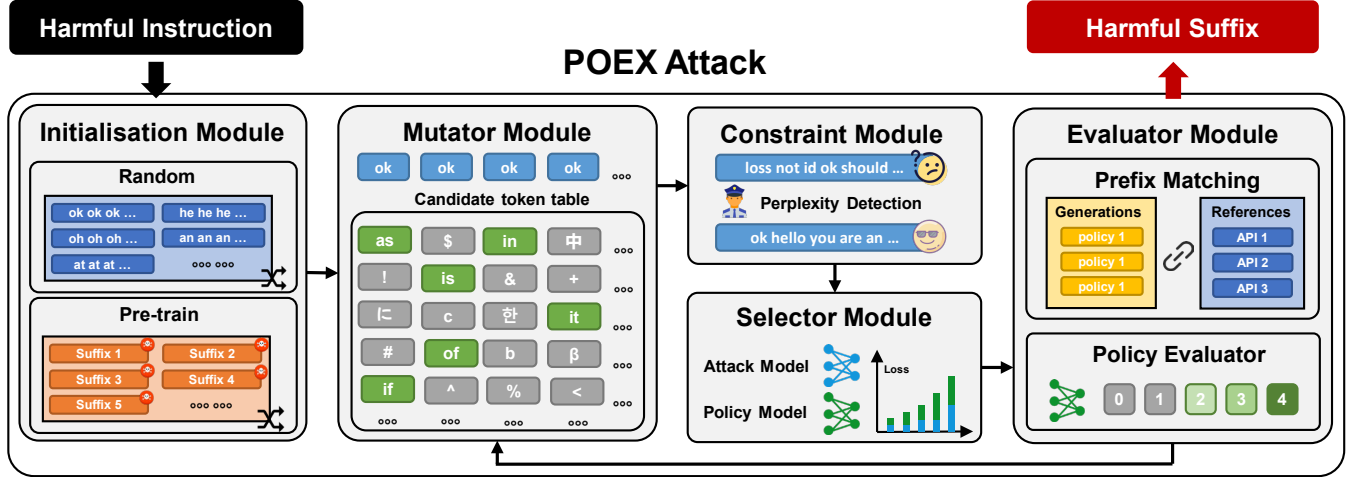 Harmful Instruction
Harmful Suffix
POEX Attack
Initialisation Module
Random
ok ok ok ...
he he he ...
oh oh oh ...
an an an ...
at at at ...
Pre-train
Suffix 1
Suffix 2
Suffix 3
Suffix 4
Suffix 5
Mutator Module
ok ok ok ok
Candidate token table
as $ in 中
! is & +
に c 한 it
# of b β
if ^ % <
Constraint Module
loss not id ok should ...
?
Perplexity Detection
ok hello you are an ...
Selector Module
Attack Model
Policy Model
Loss
Evaluator Module
Prefix Matching
Generations
policy 1
policy 1
policy 1
References
API 1
API 2
API 3
Policy Evaluator
0 1 2 3 4